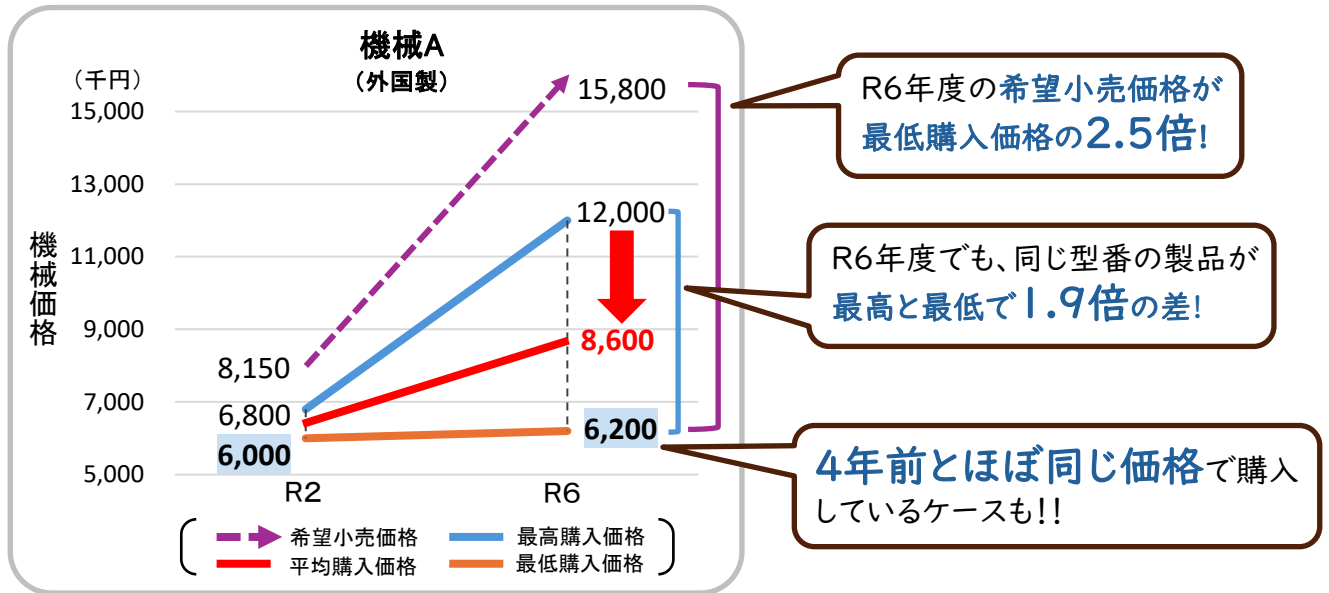 機械A
(外国製)
(千円)
15,000
13,000
11,000
9,000
7,000
5,000
機械価格
15,800
12,000
8,600
6,200
8,150
6,800
6,000
R2
R6
希望小売価格
最高購入価格
平均購入価格
最低購入価格
R6年度の希望小売価格が
最低購入価格の2.5倍!
R6年度でも、同じ型番の製品が
最高と最低で1.9倍の差!
4年前とほぼ同じ価格で購入
しているケースも!!